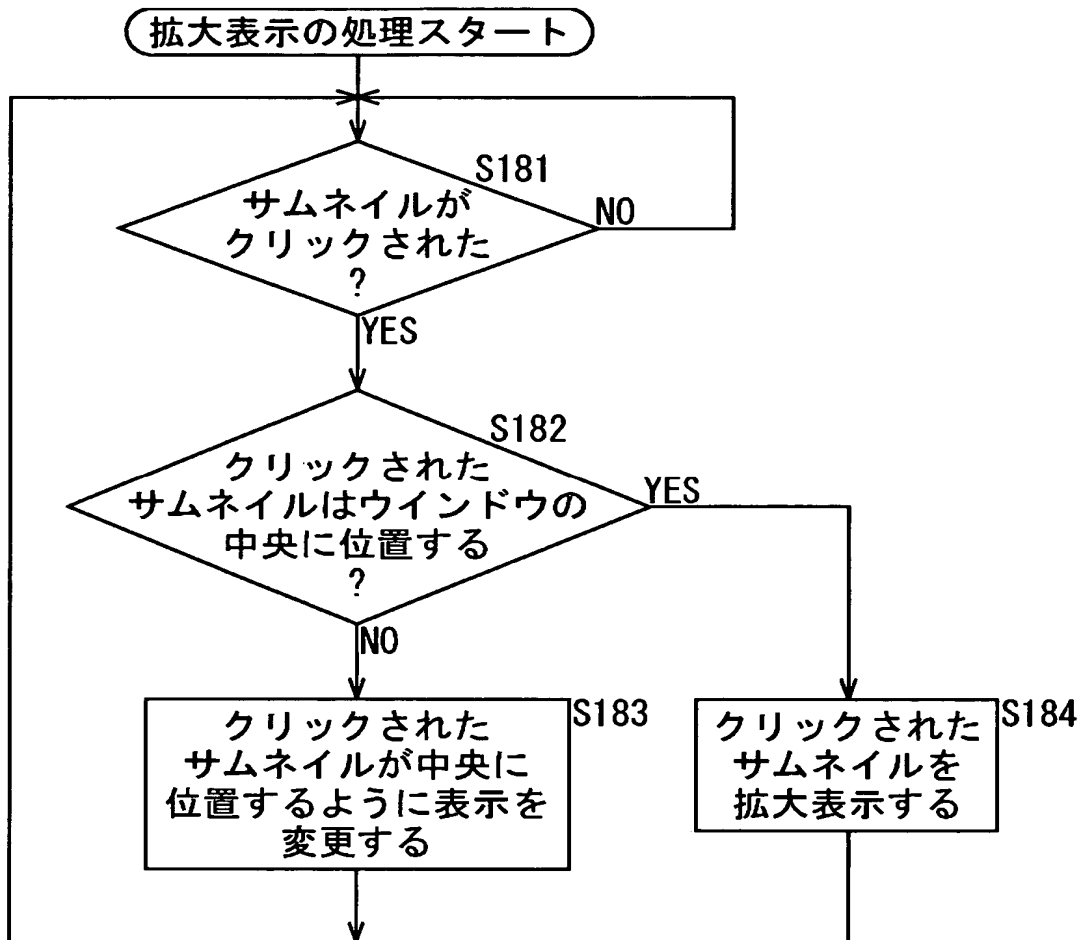 拡大表示の処理スタート
S181
サムネイルが
クリックされた
?
NO
YES
S182
クリックされた
サムネイルはウインドウの
中央に位置する
?
YES
NO
S183
クリックされた
サムネイルが中央に
位置するように表示を
変更する
S184
クリックされた
サムネイルを
拡大表示する